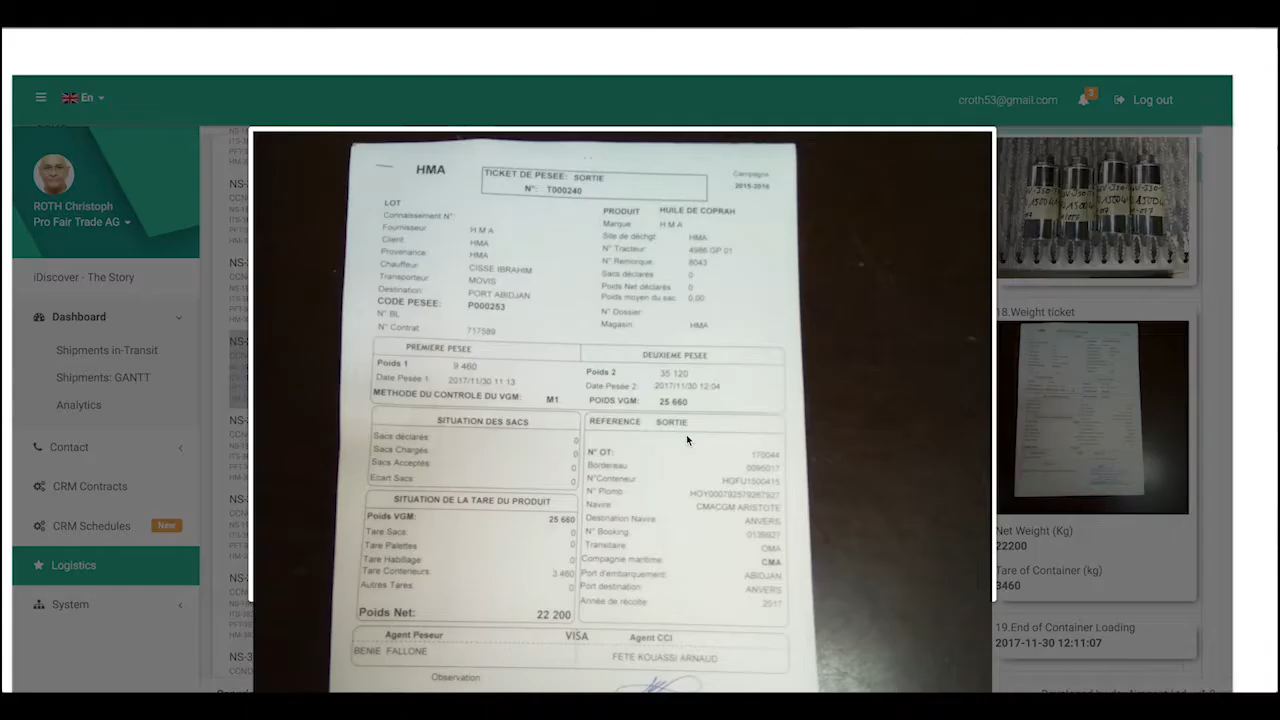 En
croth53@gmail.com
3
Log out
ROTH Christoph
Pro Fair Trade AG
iDiscover - The Story
Dashboard
Shipments in-Transit
Shipments: GANTT
Analytics
Contact
CRM Contracts
CRM Schedules New
Logistics
System
HMA
TICKET DE PESEE: SORTIE
N°: T000240
Campagne
2015-2016
LOT
Connaissement N°:
Fournisseur HMA
Client HMA
Provenance: HMA
Chauffeur CISSE IBRAHIM
Transporteur MOVIS
Destination: PORT ABIDJAN
CODE PESEE: P000253
N° BL
N° Contrat 717589
PRODUIT HUILE DE COPRAH
Marque HMA
Site de déchgt HMA
N° Tracteur: 4986 GP 01
N° Remorque: 8043
Sacs déclarés 0
Poids Net déclarés 0
Poids moyen du sac 0,00
N° Dossier:
Magasin: HMA
PREMIERE PESEE
Poids 1 9 460
Date Pesée 1: 2017/11/30 11:13
METHODE DU CONTROLE DU VGM: M1
DEUXIEME PESEE
Poids 2 35 120
Date Pesée 2: 2017/11/30 12:04
POIDS VGM: 25 660
SITUATION DES SACS
Sacs déclarés: 0
Sacs Chargés: 0
Sacs Acceptés: 0
Ecart Sacs: 0
SITUATION DE LA TARE DU PRODUIT
Poids VGM: 25 660
Tare Sacs: 0
Tare Palettes 0
Tare Habillage: 0
Tare Conteneurs: 3 460
Autres Tares: 0
Poids Net: 22 200
REFERENCE SORTIE
N° OT: 170044
Bordereau 0095017
N°Conteneur
N° Plomb
Navire: CMACGM ARISTOTE
Destination Navire ANVERS
N° Booking
Transitaire: OMA
Compagnie maritime: CMA
Port d'embarquement: ABIDJAN
Port destination: ANVERS
Année de récolte: 2017
Agent Peseur VISA Agent CCI
BENIE FALLONE FETE KOUASSI ARNAUD
Observation
18.Weight ticket
Net Weight (Kg)
22200
Tare of Container (kg)
3460
19.End of Container Loading
2017-11-30 12:11:07